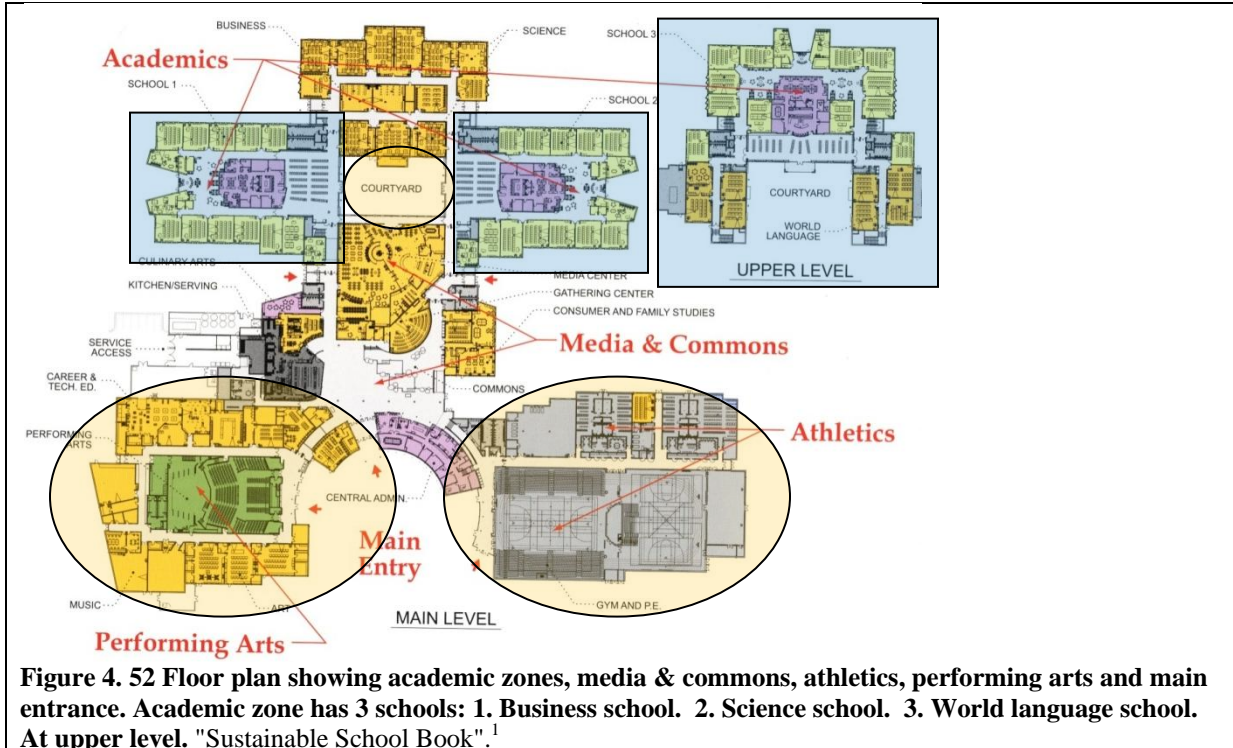 BUSINESS
SCIENCE
SCHOOL 3
Academics
SCHOOL 1
SCHOOL 2
COURTYARD
COURTYARD
WORLD
LANGUAGE
UPPER LEVEL
CULINARY ARTS
MEDIA CENTER
KITCHEN/SERVING
GATHERING CENTER
CONSUMER AND FAMILY STUDIES
SERVICE
ACCESS
Media & Commons
CAREER &
TECH. ED.
COMMONS
PERFORMING
ARTS
Athletics
CENTRAL ADMIN.
Main
Entry
MUSIC
ART
GYM AND P.E.
MAIN LEVEL
Performing Arts
Figure 4. 52 Floor plan showing academic zones, media & commons, athletics, performing arts and main
entrance. Academic zone has 3 schools: 1. Business school. 2. Science school. 3. World language school.
At upper level. "Sustainable School Book".1